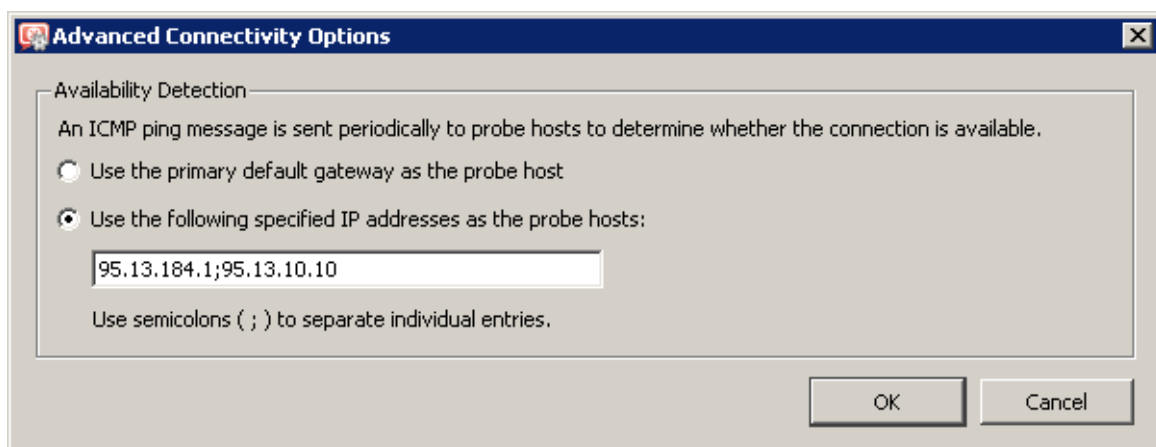 Advanced Connectivity Options
Availability Detection
An ICMP ping message is sent periodically to probe hosts to determine whether the connection is available.
Use the primary default gateway as the probe host
Use the following specified IP addresses as the probe hosts:
95.13.184.1;95.13.10.10
Use semicolons ( ; ) to separate individual entries.
OK Cancel